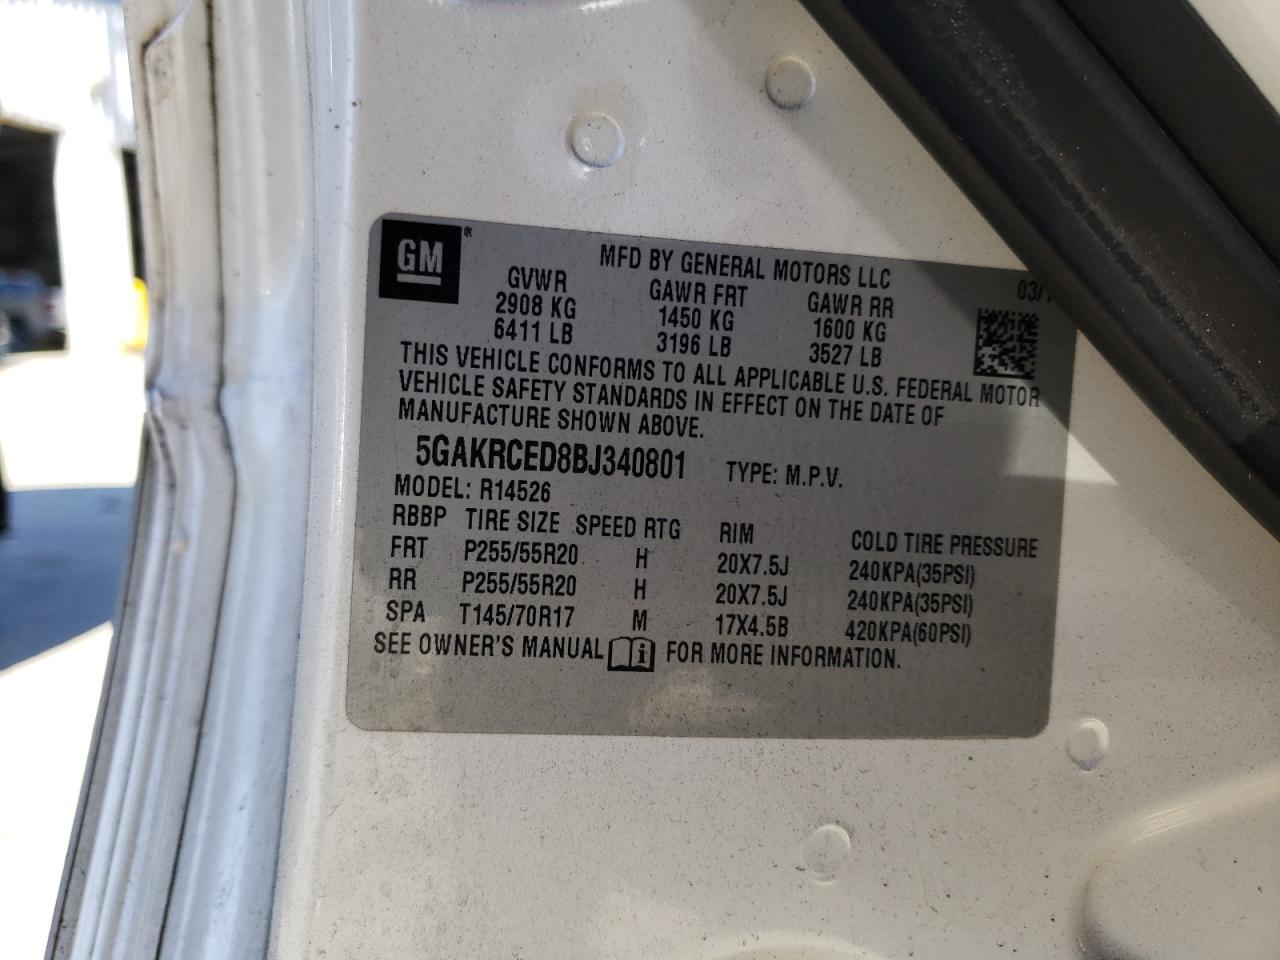 GM ®
MFD BY GENERAL MOTORS LLC
GVWR GAWR FRT GAWR RR 03/1
2908 KG 1450 KG 1600 KG
6411 LB 3196 LB 3527 LB
THIS VEHICLE CONFORMS TO ALL APPLICABLE U.S. FEDERAL MOTOR
VEHICLE SAFETY STANDARDS IN EFFECT ON THE DATE OF
MANUFACTURE SHOWN ABOVE.
5GAKRCED8BJ340801 TYPE: M.P.V.
MODEL: R14526
RBBP TIRE SIZE SPEED RTG RIM COLD TIRE PRESSURE
FRT P255/55R20 H 20X7.5J 240KPA(35PSI)
RR P255/55R20 H 20X7.5J 240KPA(35PSI)
SPA T145/70R17 M 17X4.5B 420KPA(60PSI)
SEE OWNER'S MANUAL i FOR MORE INFORMATION.